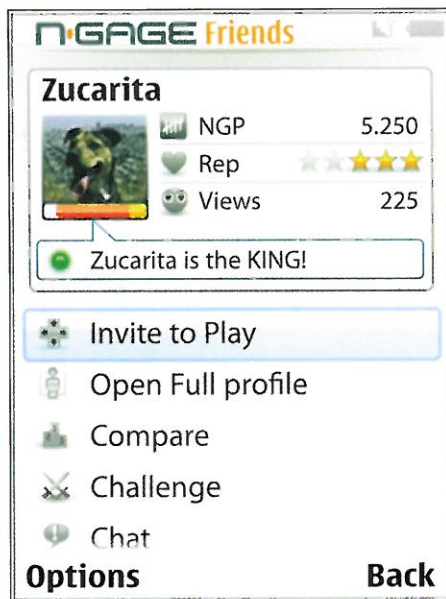 N·GAGE Friends
Zucarita
NGP 5.250
Rep
Views 225
Zucarita is the KING!
Invite to Play
Open Full profile
Compare
Challenge
Chat
Options Back